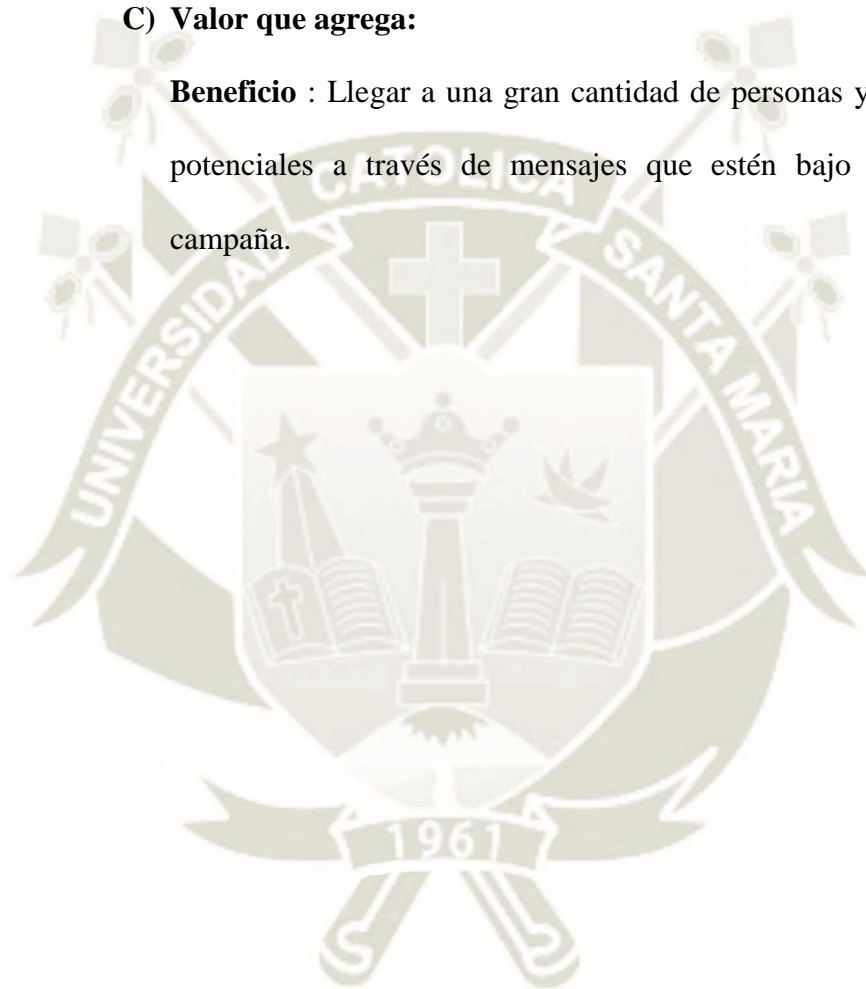 C) Valor que agrega:
Beneficio : Llegar a una gran cantidad de personas y
potenciales a través de mensajes que estén bajo
campaña.
UNIVERSIDAD CATOLICA SANTA MARIA
1961